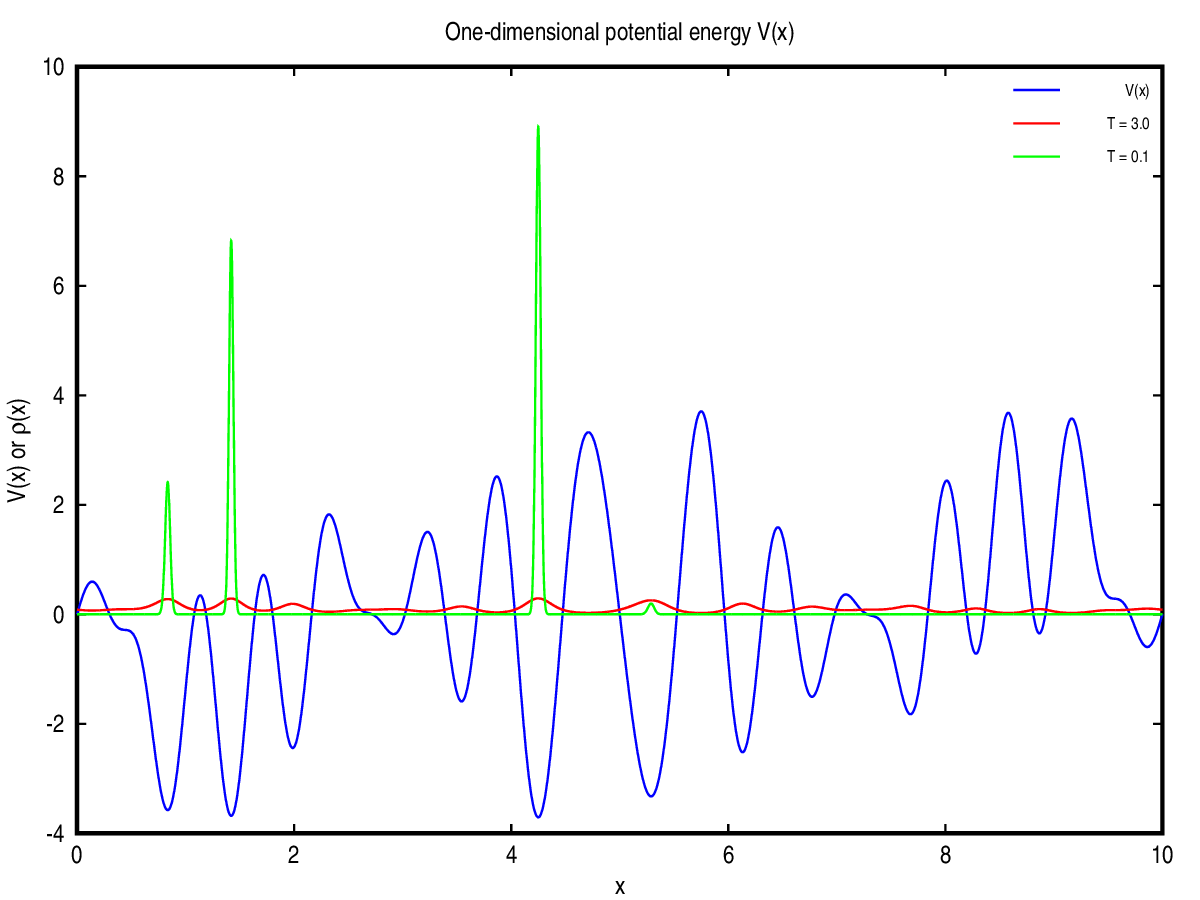 One-dimensional potential energy V(x)
V(x)
T = 3.0
T = 0.1
10
8
6
4
2
0
-2
-4
V(x) or ρ(x)
0 2 4 6 8 10
x